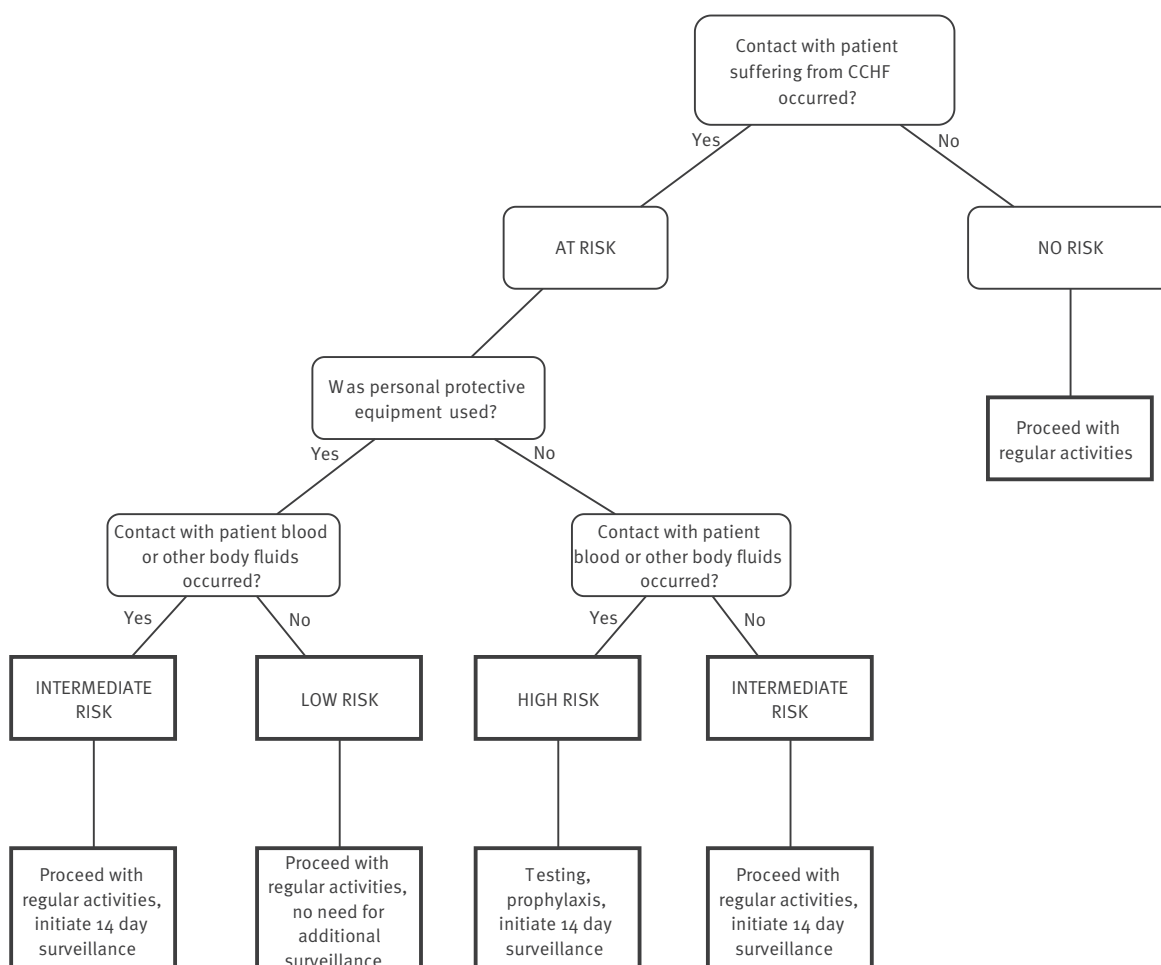 Contact with patient
suffering from CCHF
occurred?
Yes
No
AT RISK
NO RISK
Was personal protective
equipment used?
Proceed with
regular activities
Yes
No
Contact with patient blood
or other body fluids
occurred?
Contact with patient
blood or other body fluids
occurred?
Yes
No
Yes
No
INTERMEDIATE
RISK
LOW RISK
HIGH RISK
INTERMEDIATE
RISK
Proceed with
regular activities,
initiate 14 day
surveillance
Proceed with
regular activities,
no need for
additional
surveillance
Testing,
prophylaxis,
initiate 14 day
surveillance
Proceed with
regular activities,
initiate 14 day
surveillance